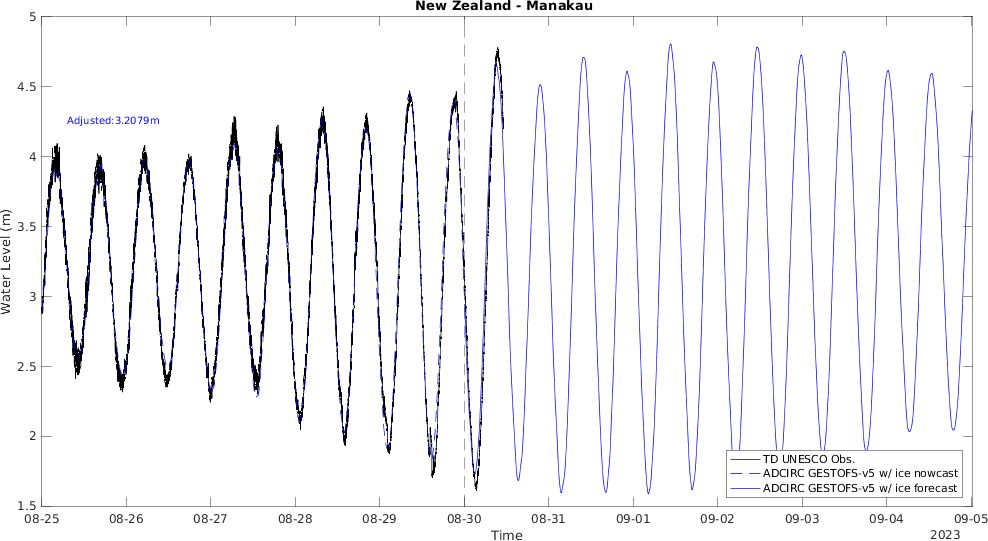 New Zealand - Manakau
5
4.5
Adjusted:3.2079m
4
3.5
Water Level (m)
3
2.5
2
TD UNESCO Obs.
ADCIRC GESTOFS-v5 w/ ice nowcast
ADCIRC GESTOFS-v5 w/ ice forecast
1.5
08-25 08-26 08-27 08-28 08-29 08-30 08-31 09-01 09-02 09-03 09-04 09-05
Time
2023